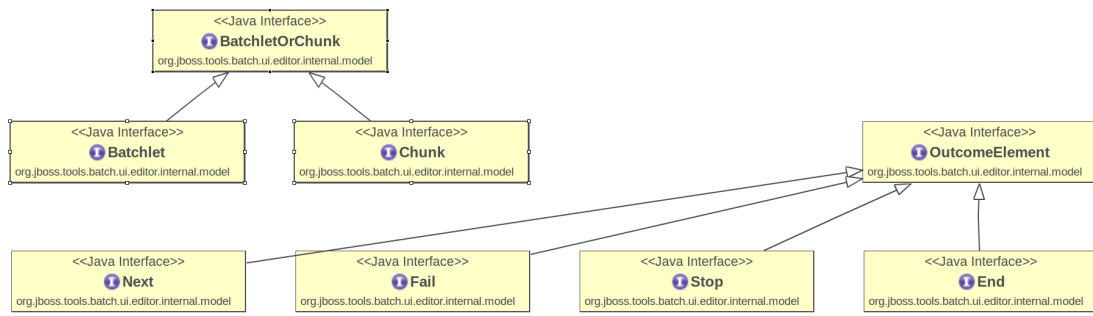 <<Java Interface>>
BatchletOrChunk
org.jboss.tools.batch.ui.editor.internal.model
<<Java Interface>>
Batchlet
org.jboss.tools.batch.ui.editor.internal.model
<<Java Interface>>
Chunk
org.jboss.tools.batch.ui.editor.internal.model
<<Java Interface>>
OutcomeElement
org.jboss.tools.batch.ui.editor.internal.model
<<Java Interface>>
Next
org.jboss.tools.batch.ui.editor.internal.model
<<Java Interface>>
Fail
org.jboss.tools.batch.ui.editor.internal.model
<<Java Interface>>
Stop
org.jboss.tools.batch.ui.editor.internal.model
<<Java Interface>>
End
org.jboss.tools.batch.ui.editor.internal.model